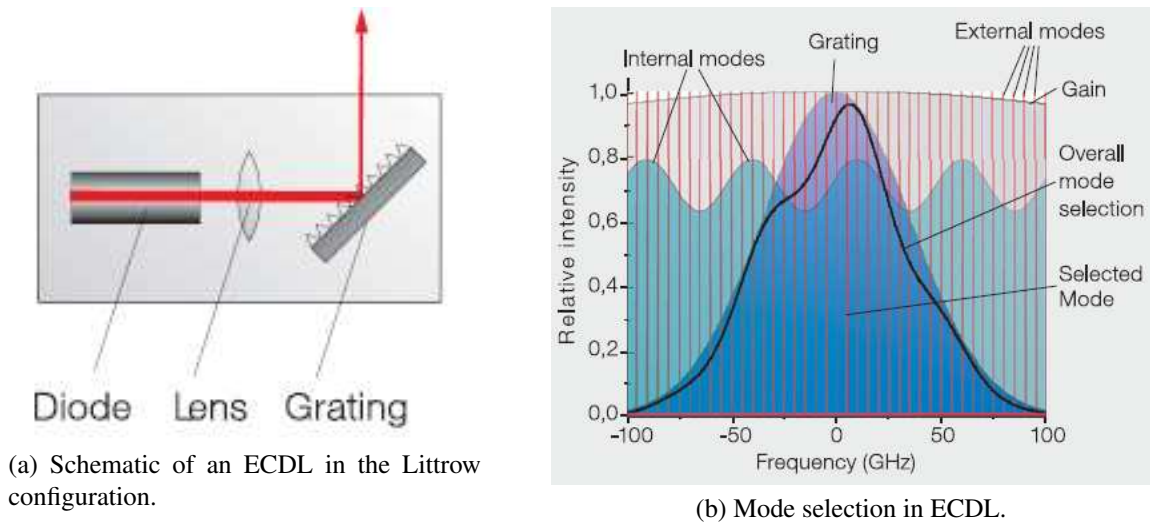 Diode Lens Grating
(a) Schematic of an ECDL in the Littrow
configuration.
Grating
External modes
Internal modes
Gain
Overall
mode
selection
Selected
Mode
Relative intensity
1,0
0,8
0,6
0,4
0,2
0,0
-100 -50 0 50 100
Frequency (GHz)
(b) Mode selection in ECDL.